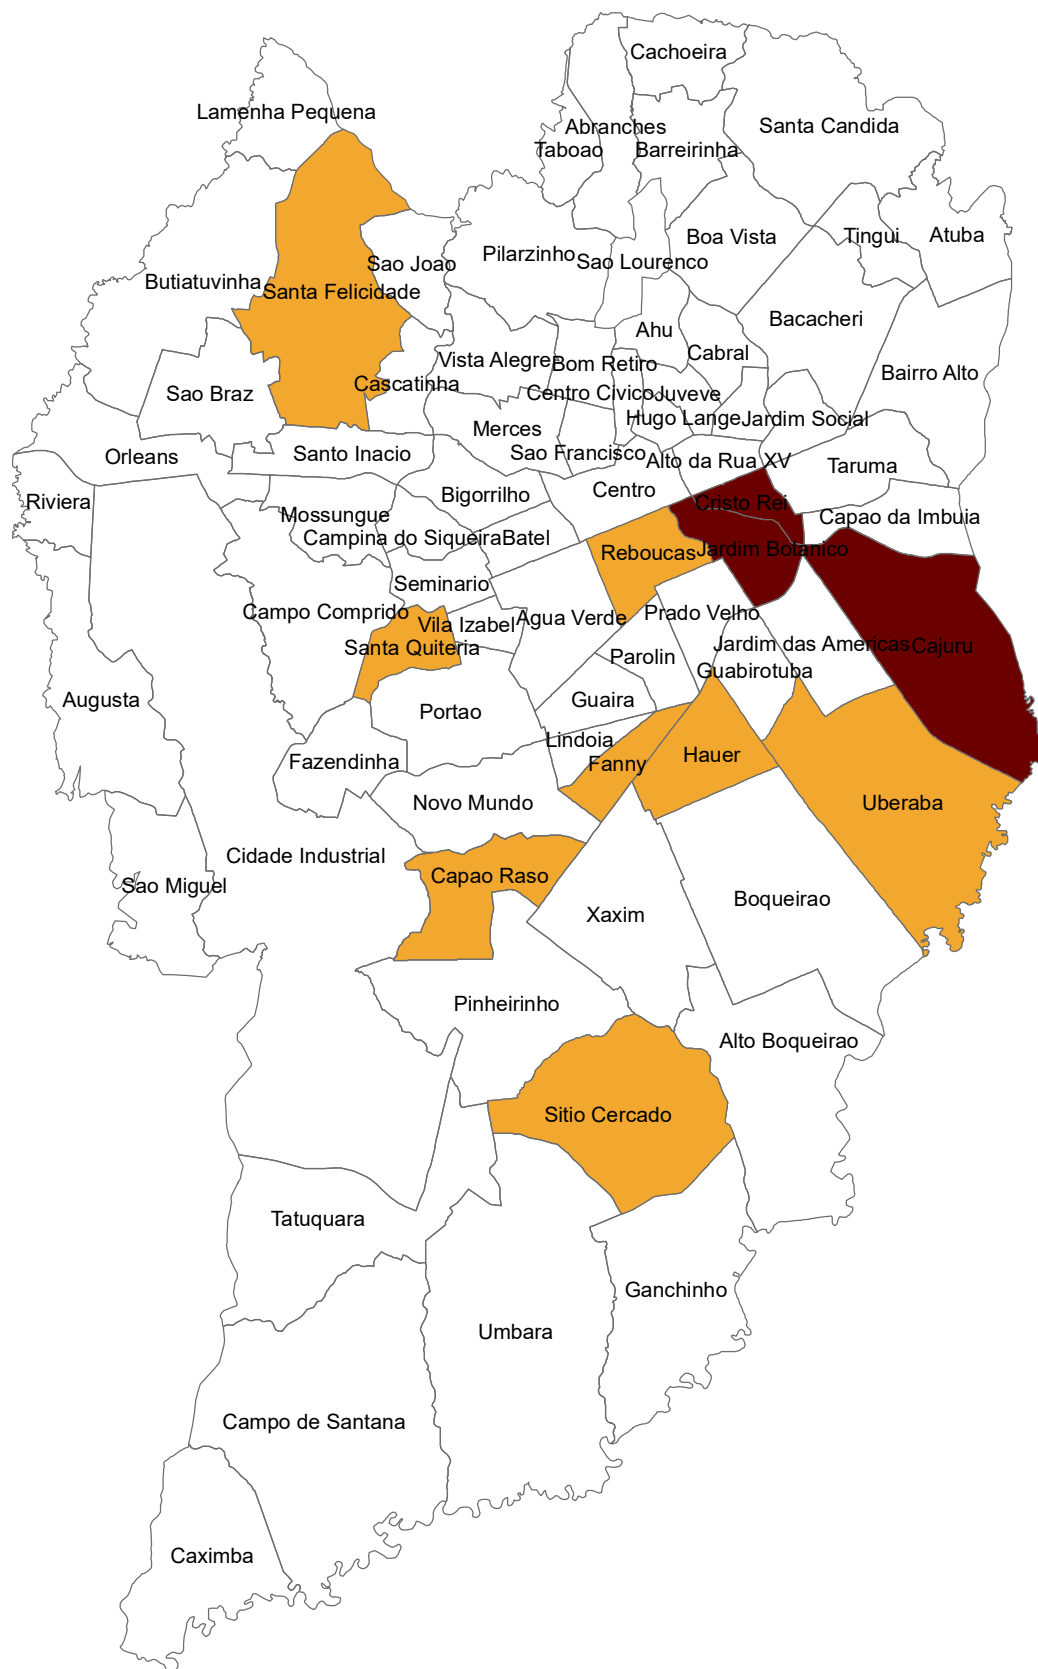 Cachoeira
Lamenha Pequena
Abranches
Santa Candida
Taboao
Barreirinha
Boa Vista
Tingui
Atuba
Pilarzinho
Sao Lourenco
Sao Joao
Butiatuvinha
Santa Felicidade
Bacacheri
Ahu
Cabral
Vista Alegre
Bom Retiro
Bairro Alto
Cascatinha
Sao Braz
Centro Civico
Juveve
Hugo Lange
Jardim Social
Merces
Sao Francisco
Orleans
Santo Inacio
Alto da Rua XV
Taruma
Bigorrilho
Centro
Riviera
Cristo Rei
Mossungue
Capao da Imbuia
Campina do Siqueira
Batel
Reboucas
Jardim Botanico
Seminario
Campo Comprido
Vila Izabel
Agua Verde
Prado Velho
Santa Quiteria
Jardim das Americas
Cajuru
Parolin
Guabirotuba
Augusta
Portao
Guaira
Lindoia
Fazendinha
Fanny
Hauer
Novo Mundo
Uberaba
Cidade Industrial
Capao Raso
Sao Miguel
Xaxim
Boqueirao
Pinheirinho
Alto Boqueirao
Sitio Cercado
Tatuquara
Ganchinho
Umbara
Campo de Santana
Caximba